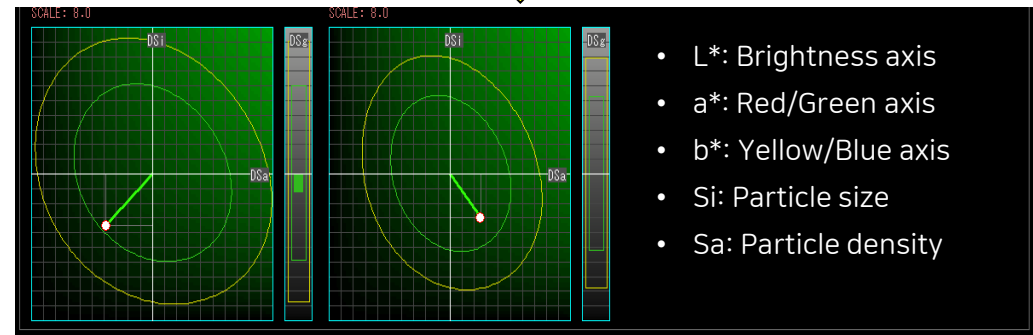 SCALE: 8.0
DSi
DSg
DSa
SCALE: 8.0
DSi
DSg
DSa
• L*: Brightness axis
• a*: Red/Green axis
• b*: Yellow/Blue axis
• Si: Particle size
• Sa: Particle density